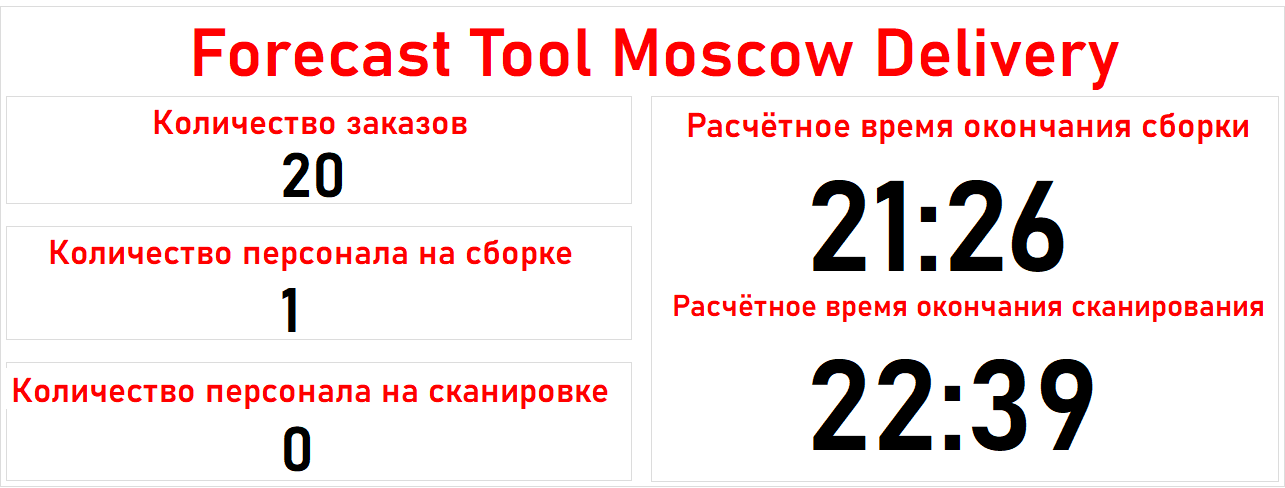 Forecast Tool Moscow Delivery
Количество заказов
20
Количество персонала на сборке
1
Количество персонала на сканировке
0
Расчётное время окончания сборки
21:26
Расчётное время окончания сканирования
22:39